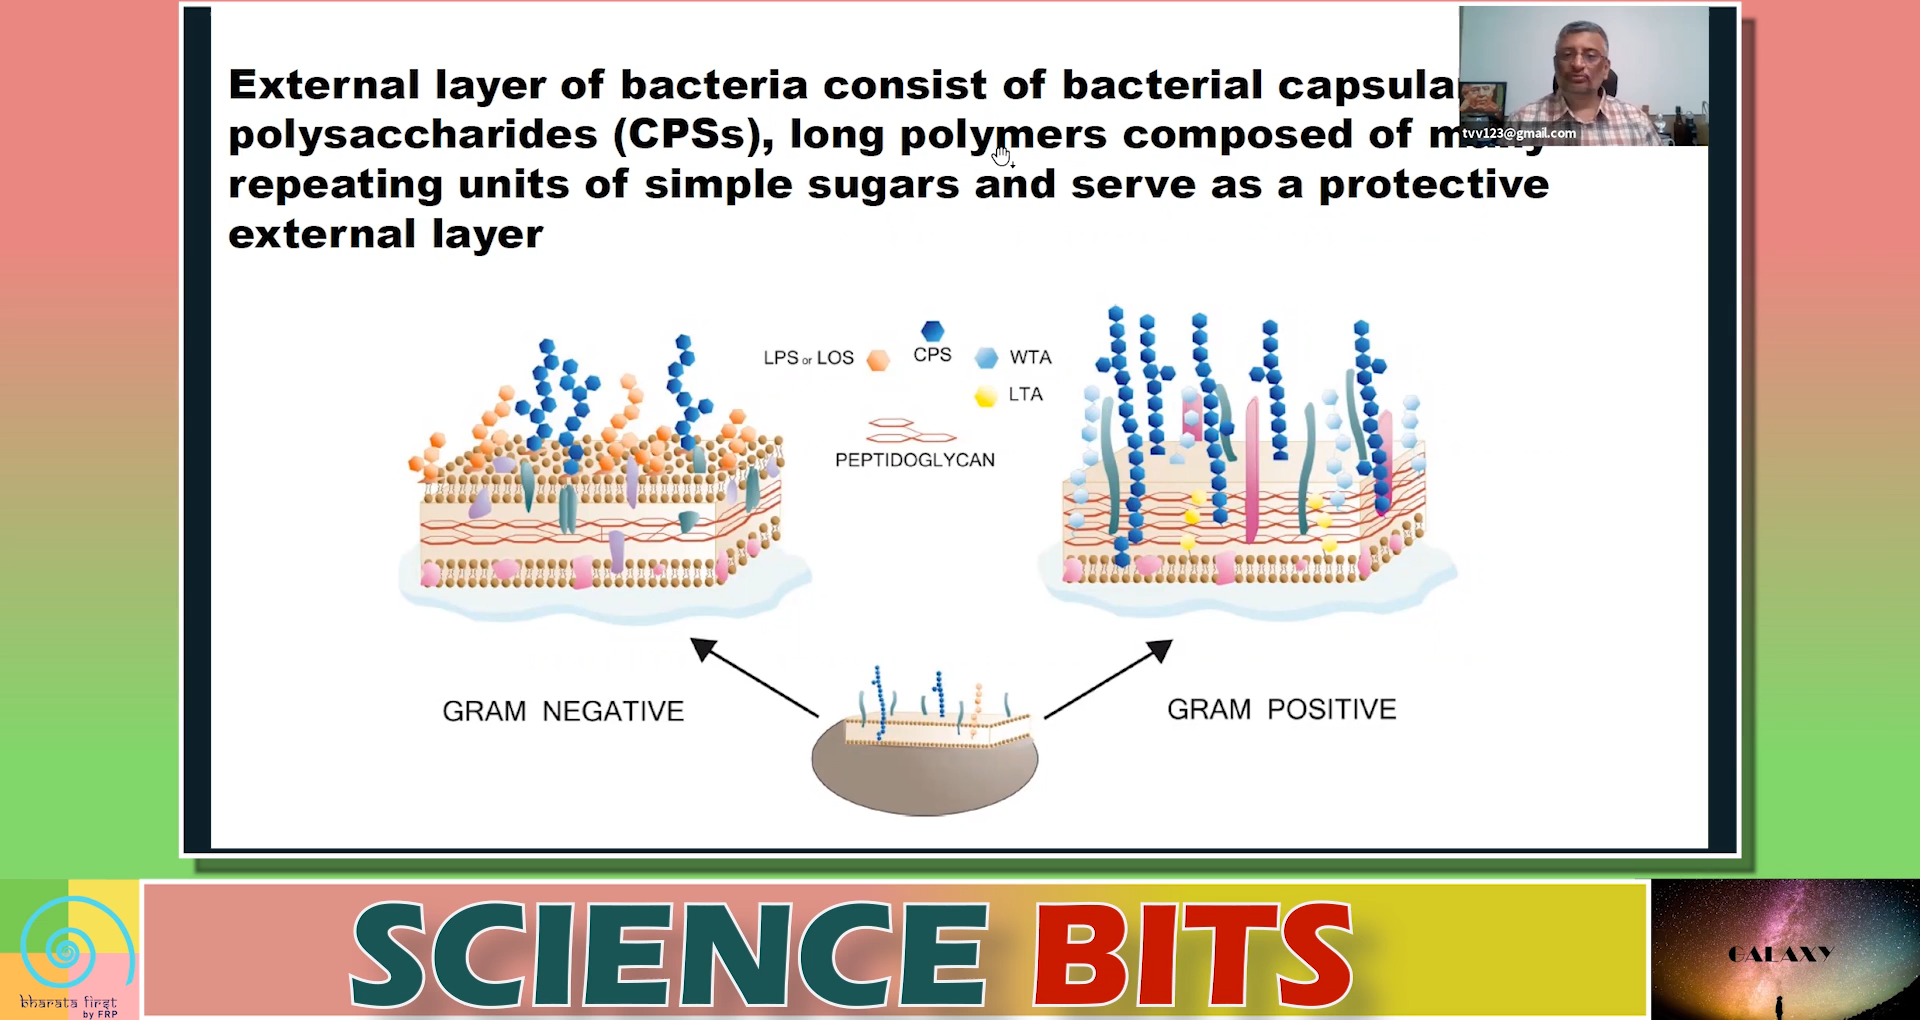 External layer of bacteria consist of bacterial
polysaccharides (CPSs), long polymers composed of
repeating units of simple sugars and serve as a protective
external layer
tvv123@gmail.com
LPS or LOS
CPS
WTA
LTA
PEPTIDOGLYCAN
GRAM NEGATIVE
GRAM POSITIVE
SCIENCE BITS
bharata first
by FRP
GALAXY